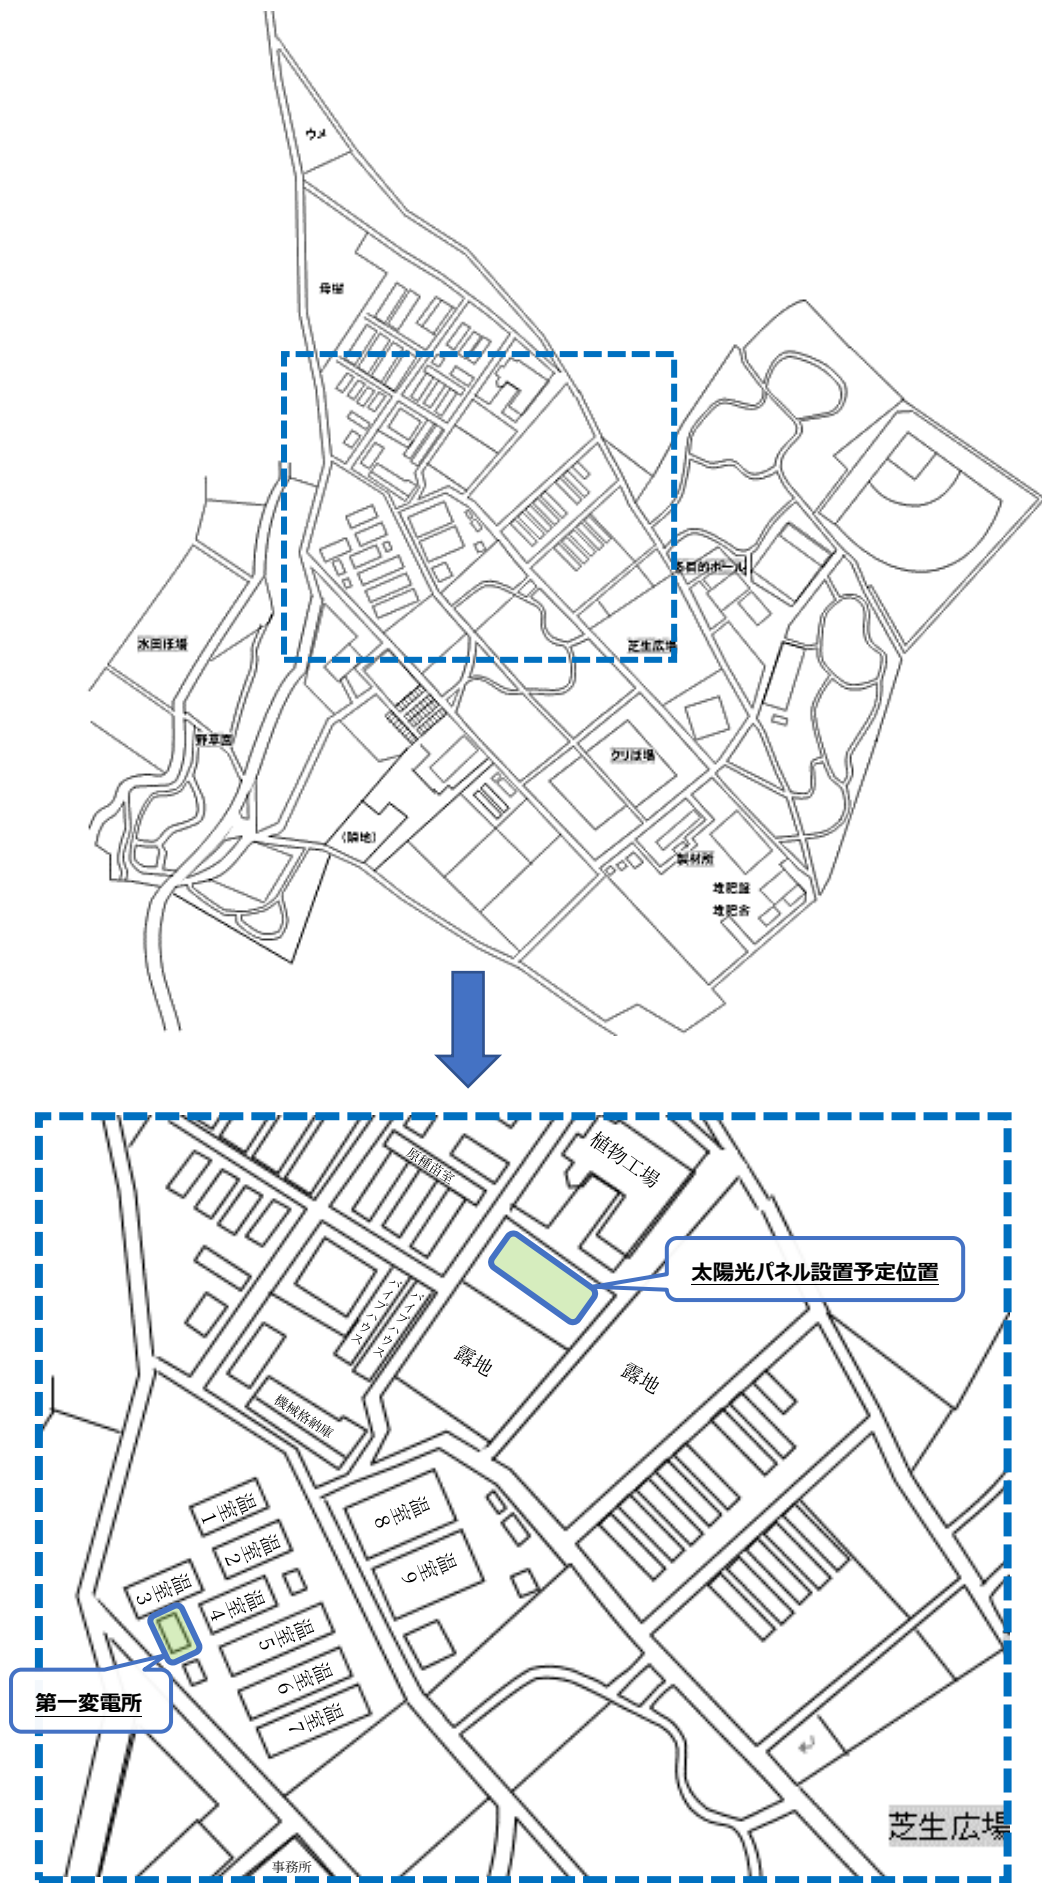 ウメ
母樹
多目的ホール
水田ほ場
芝生広場
野草園
クリほ場
(隣地)
製材所
堆肥盤
堆肥舎
植物工場
原種苗室
太陽光パネル設置予定位置
パイプハウス
パイプハウス
露地
露地
機械格納庫
温室1
温室2
温室3
温室4
温室5
温室6
温室7
温室8
温室9
第一変電所
芝生広場
事務所